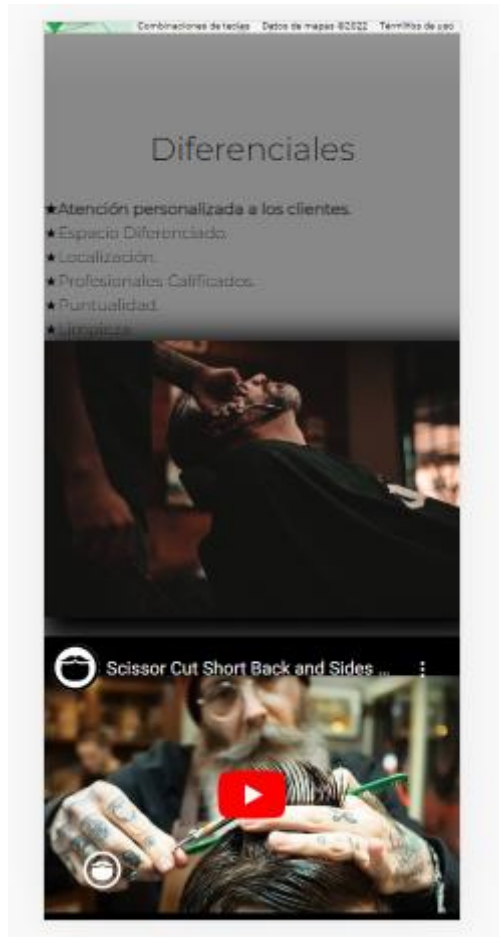 Combinaciones de teclas Datos de mapas ©2022 Términos de uso
Diferenciales
★Atención personalizada a los clientes.
★Espacio Diferenciado.
★Localización.
★Profesionales Calificados.
★Puntualidad.
★Limpieza.
Scissor Cut Short Back and Sides ...